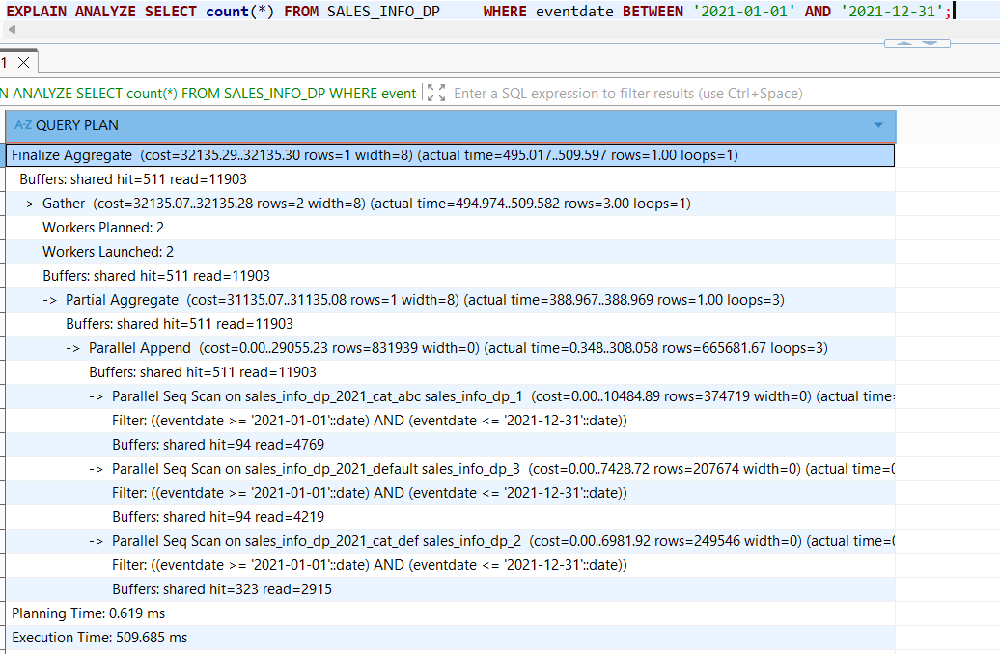 EXPLAIN ANALYZE SELECT count(*) FROM SALES_INFO_DP WHERE eventdate BETWEEN '2021-01-01' AND '2021-12-31';
1
N ANALYZE SELECT count(*) FROM SALES_INFO_DP WHERE event Enter a SQL expression to filter results (use Ctrl+Space)
A-Z QUERY PLAN
Finalize Aggregate (cost=32135.29..32135.30 rows=1 width=8) (actual time=495.017..509.597 rows=1.00 loops=1)
Buffers: shared hit=511 read=11903
-> Gather (cost=32135.07..32135.28 rows=2 width=8) (actual time=494.974..509.582 rows=3.00 loops=1)
Workers Planned: 2
Workers Launched: 2
Buffers: shared hit=511 read=11903
-> Partial Aggregate (cost=31135.07..31135.08 rows=1 width=8) (actual time=388.967..388.969 rows=1.00 loops=3)
Buffers: shared hit=511 read=11903
-> Parallel Append (cost=0.00..29055.23 rows=831939 width=0) (actual time=0.348..308.058 rows=665681.67 loops=3)
Buffers: shared hit=511 read=11903
-> Parallel Seq Scan on sales_info_dp_2021_cat_abc sales_info_dp_1 (cost=0.00..10484.89 rows=374719 width=0) (actual time=
Filter: ((eventdate >= '2021-01-01'::date) AND (eventdate <= '2021-12-31'::date))
Buffers: shared hit=94 read=4769
-> Parallel Seq Scan on sales_info_dp_2021_default sales_info_dp_3 (cost=0.00..7428.72 rows=207674 width=0) (actual time=0
Filter: ((eventdate >= '2021-01-01'::date) AND (eventdate <= '2021-12-31'::date))
Buffers: shared hit=94 read=4219
-> Parallel Seq Scan on sales_info_dp_2021_cat_def sales_info_dp_2 (cost=0.00..6981.92 rows=249546 width=0) (actual time=0
Filter: ((eventdate >= '2021-01-01'::date) AND (eventdate <= '2021-12-31'::date))
Buffers: shared hit=323 read=2915
Planning Time: 0.619 ms
Execution Time: 509.685 ms